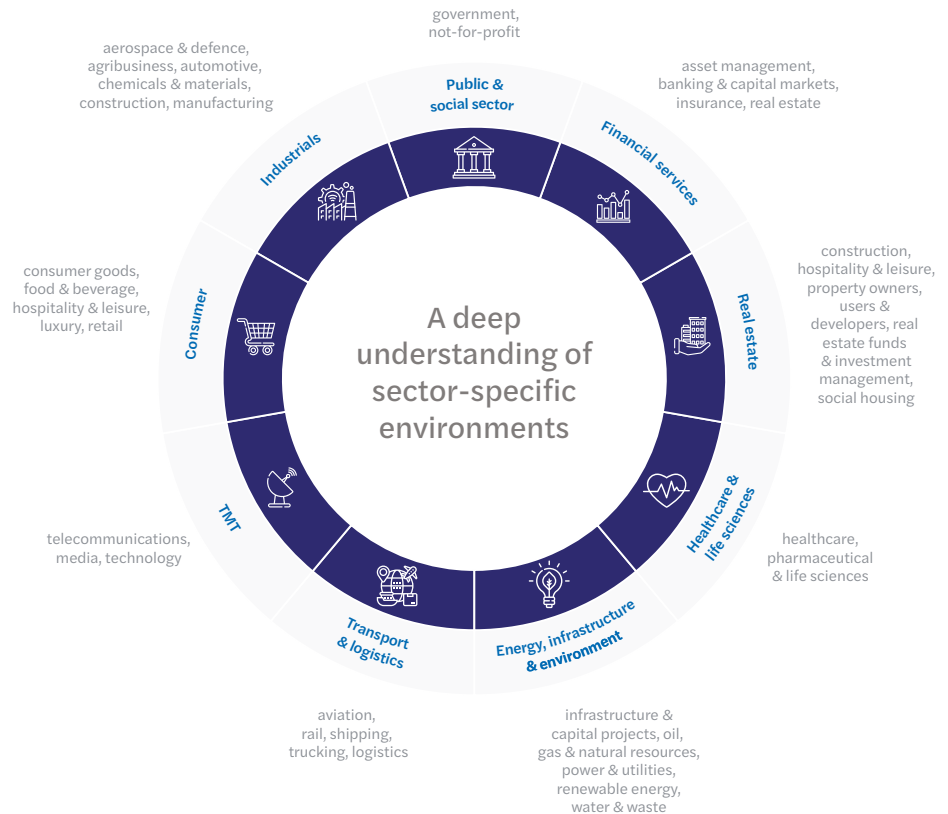 government,
not-for-profit
Public &
social sector
asset management,
banking & capital markets,
insurance, real estate
Financial services
construction,
hospitality & leisure,
property owners,
users &
developers, real
estate funds
& investment
management,
social housing
Real estate
healthcare,
pharmaceutical
& life sciences
Healthcare &
life sciences
infrastructure &
capital projects, oil,
gas & natural resources,
power & utilities,
renewable energy,
water & waste
Energy, infrastructure
& environment
aviation,
rail, shipping,
trucking, logistics
Transport
& logistics
telecommunications,
media, technology
TMT
consumer goods,
food & beverage,
hospitality & leisure,
luxury, retail
Consumer
aerospace & defence,
agribusiness, automotive,
chemicals & materials,
construction, manufacturing
Industrials
A deep
understanding of
sector-specific
environments